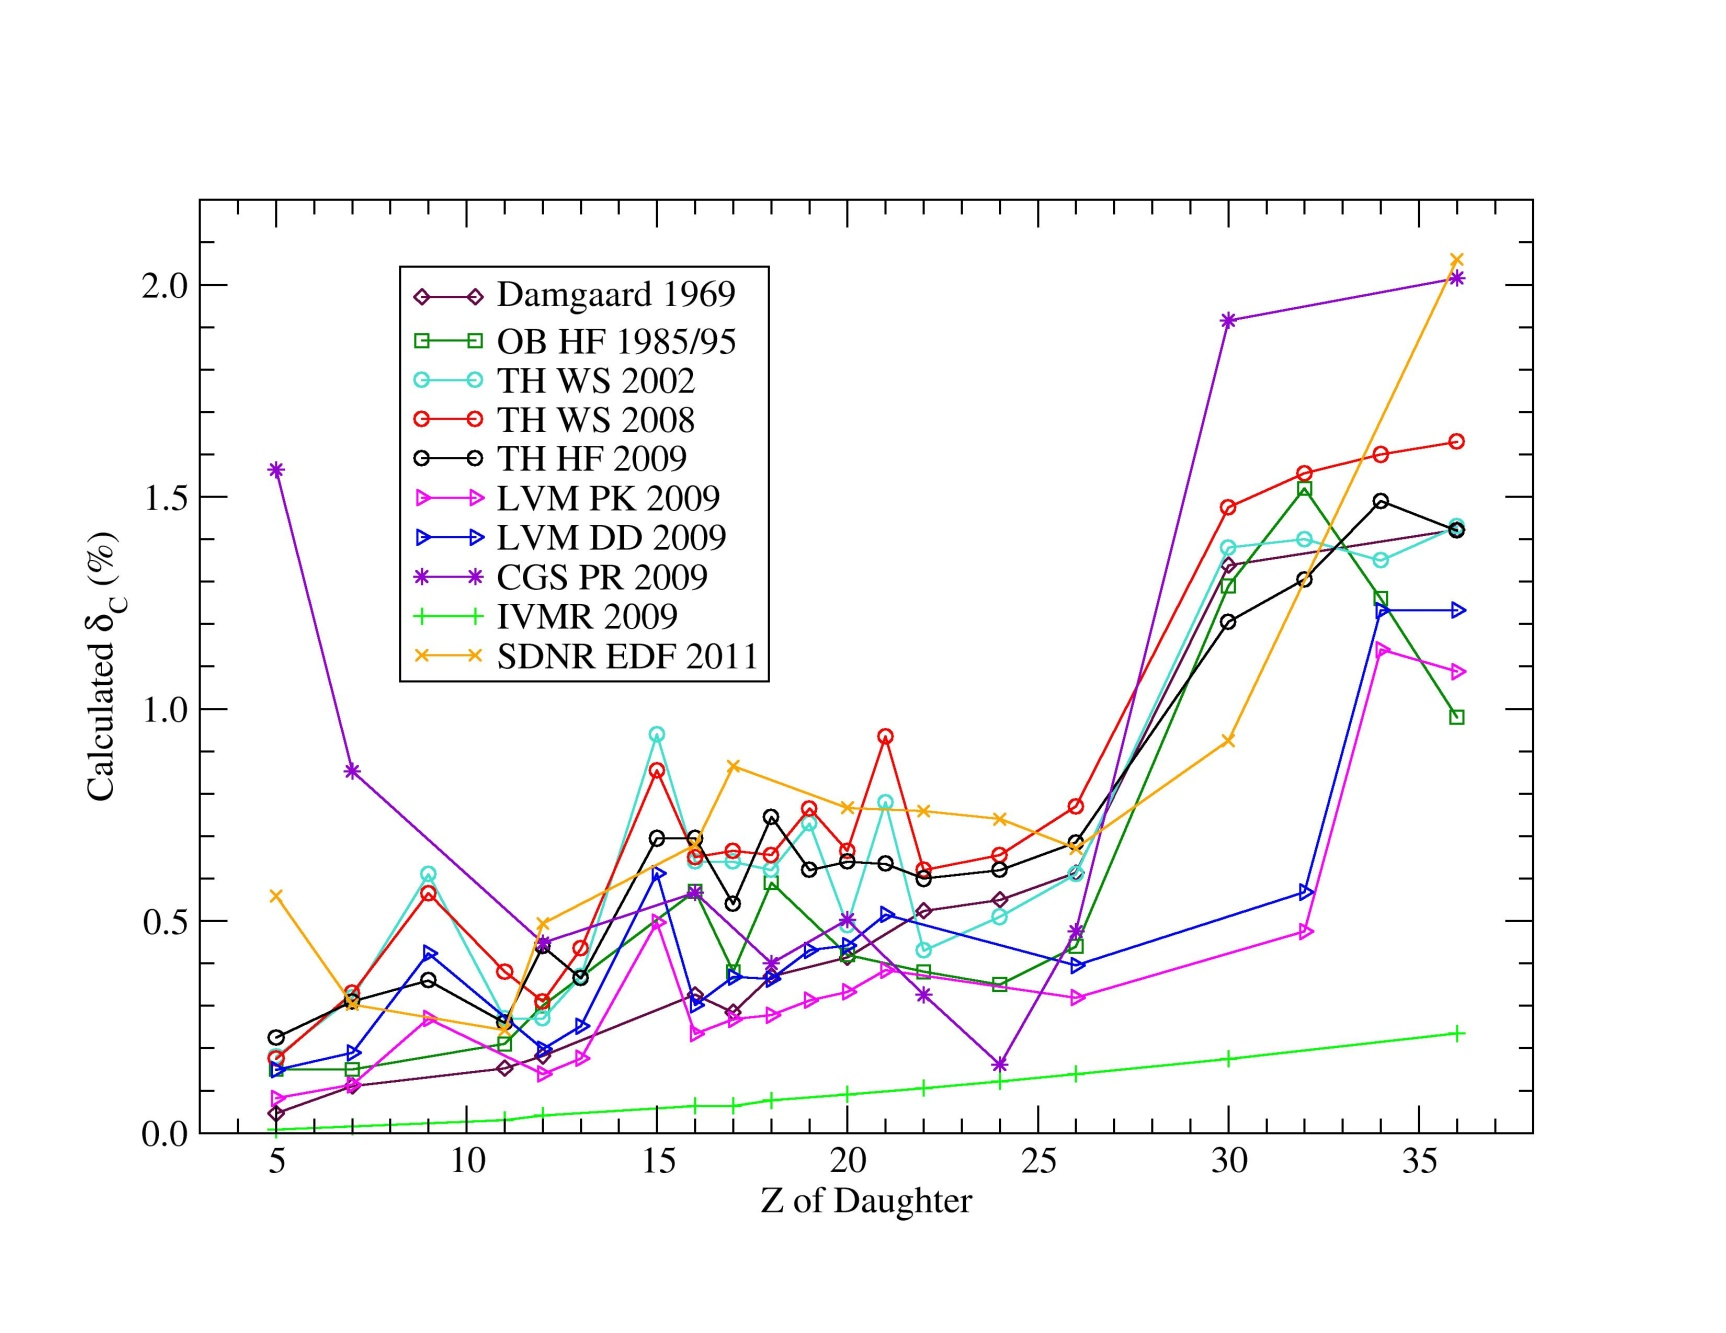 2.0
1.5
1.0
0.5
0.0
Calculated δC (%)
Damgaard 1969
OB HF 1985/95
TH WS 2002
TH WS 2008
TH HF 2009
LVM PK 2009
LVM DD 2009
CGS PR 2009
IVMR 2009
SDNR EDF 2011
5 10 15 20 25 30 35
Z of Daughter